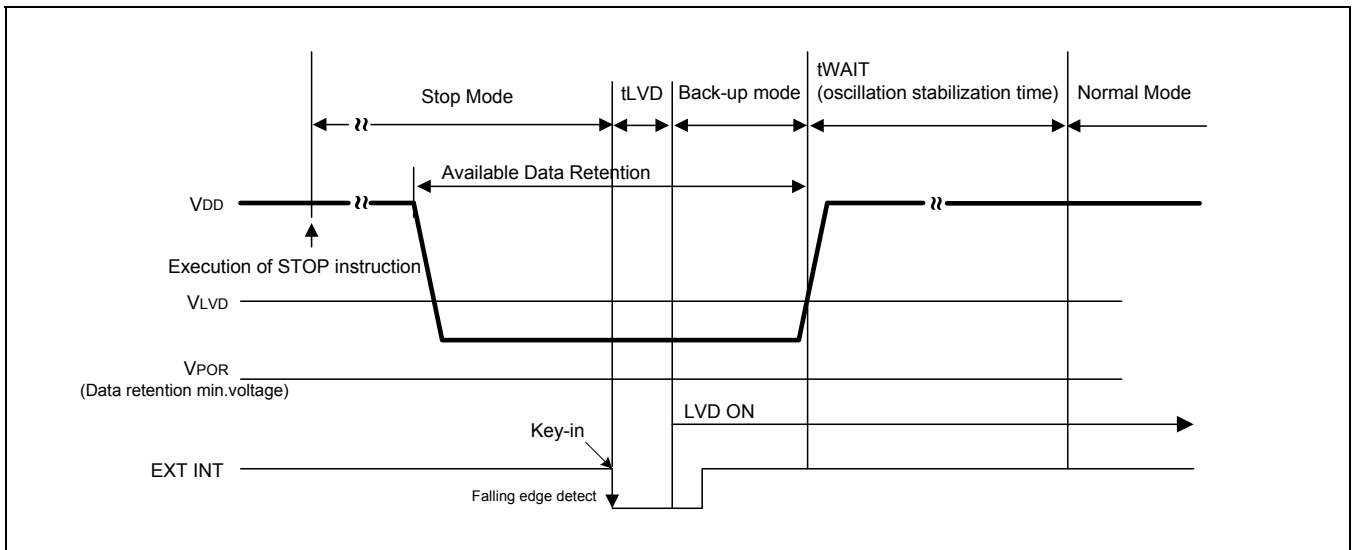 tWAIT
Stop Mode
tLVD
Back-up mode
(oscillation stabilization time)
Normal Mode
Available Data Retention
VDD
Execution of STOP instruction
VLVD
VPOR
(Data retention min.voltage)
LVD ON
Key-in
EXT INT
Falling edge detect